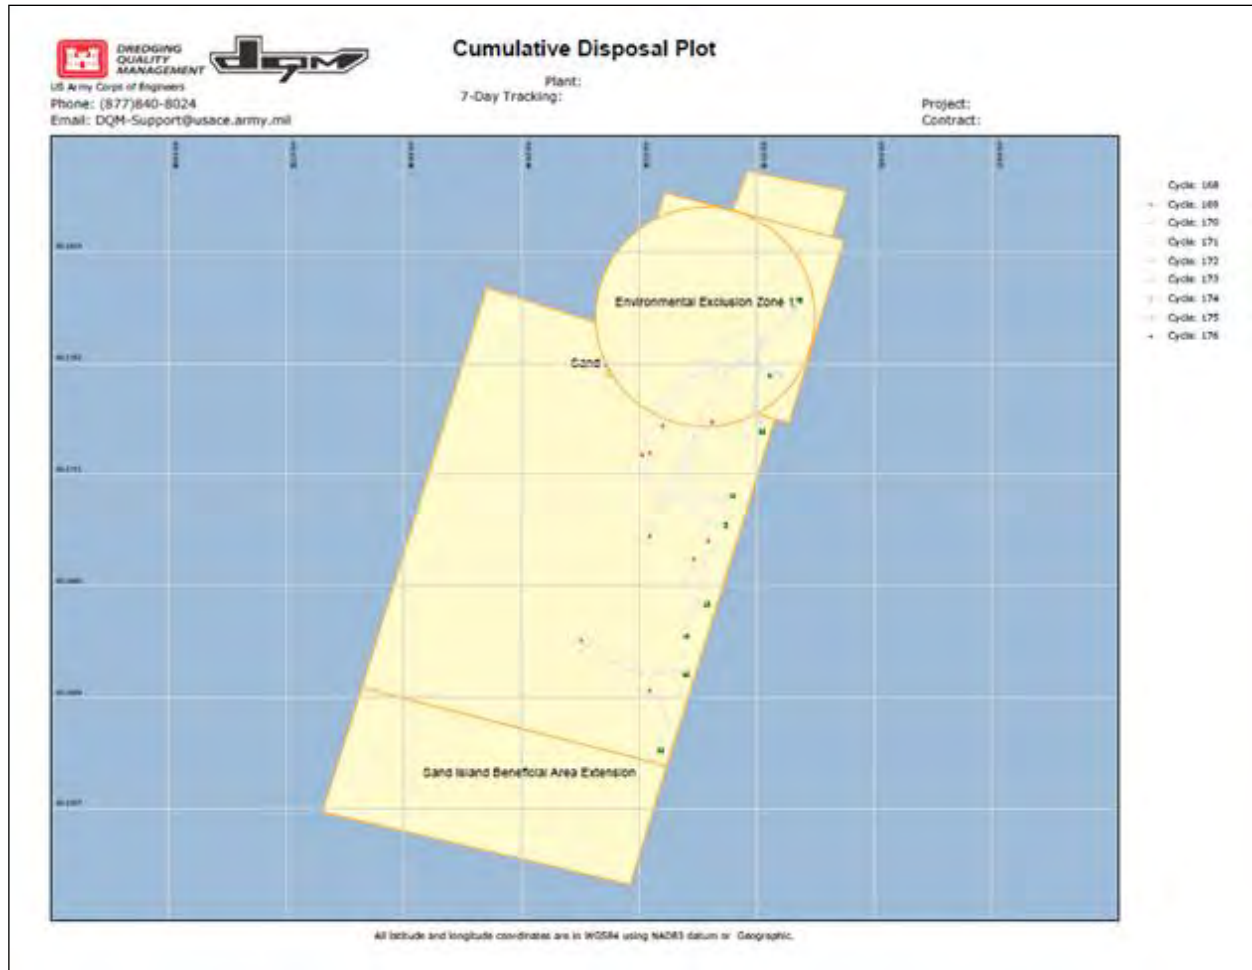 DREDGING
QUALITY
MANAGEMENT
dQM
US Army Corps of Engineers
Phone: (877)840-8024
Email: DQM-Support@usace.army.mil
Cumulative Disposal Plot
Plant:
7-Day Tracking:
Project:
Contract:
Cycle: 168
Cycle: 169
Cycle: 170
Cycle: 171
Cycle: 172
Cycle: 173
Cycle: 174
Cycle: 175
Cycle: 176
Environmental Exclusion Zone 1
Sand
Sand Island Beneficial Area Extension
All latitude and longitude coordinates are in WGS84 using NAD83 datum or Geographic.